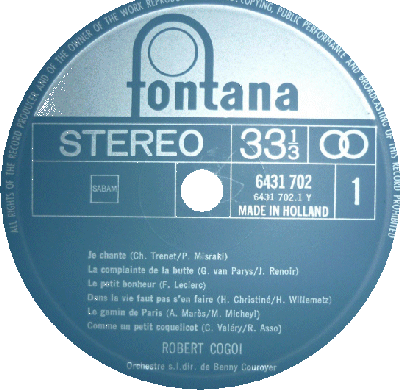 ALL RIGHTS OF THE RECORD PRODUCER AND OF THE OWNER OF THE WORK REPRODUCED COPYING, PUBLIC PERFORMANCE AND BROADCASTING OF THIS RECORD PROHIBITED
fontana
STEREO 33⅓
SABAM
6431 702
6431 702.1 Y
MADE IN HOLLAND
1
Je chante (Ch. Trenet/P. Misraki)
La complainte de la butte (G. van Parys/J. Renoir)
Le petit bonheur (F. Leclerc)
Dans la vie faut pas s'en faire (H. Christiné/H. Willemetz)
Le gamin de Paris (A. Marès/M. Micheyl)
Comme un petit coquelicot (C. Valéry/R. Asso)
ROBERT COGOI
Orchestre s.l.dir. de Benny Couroyer